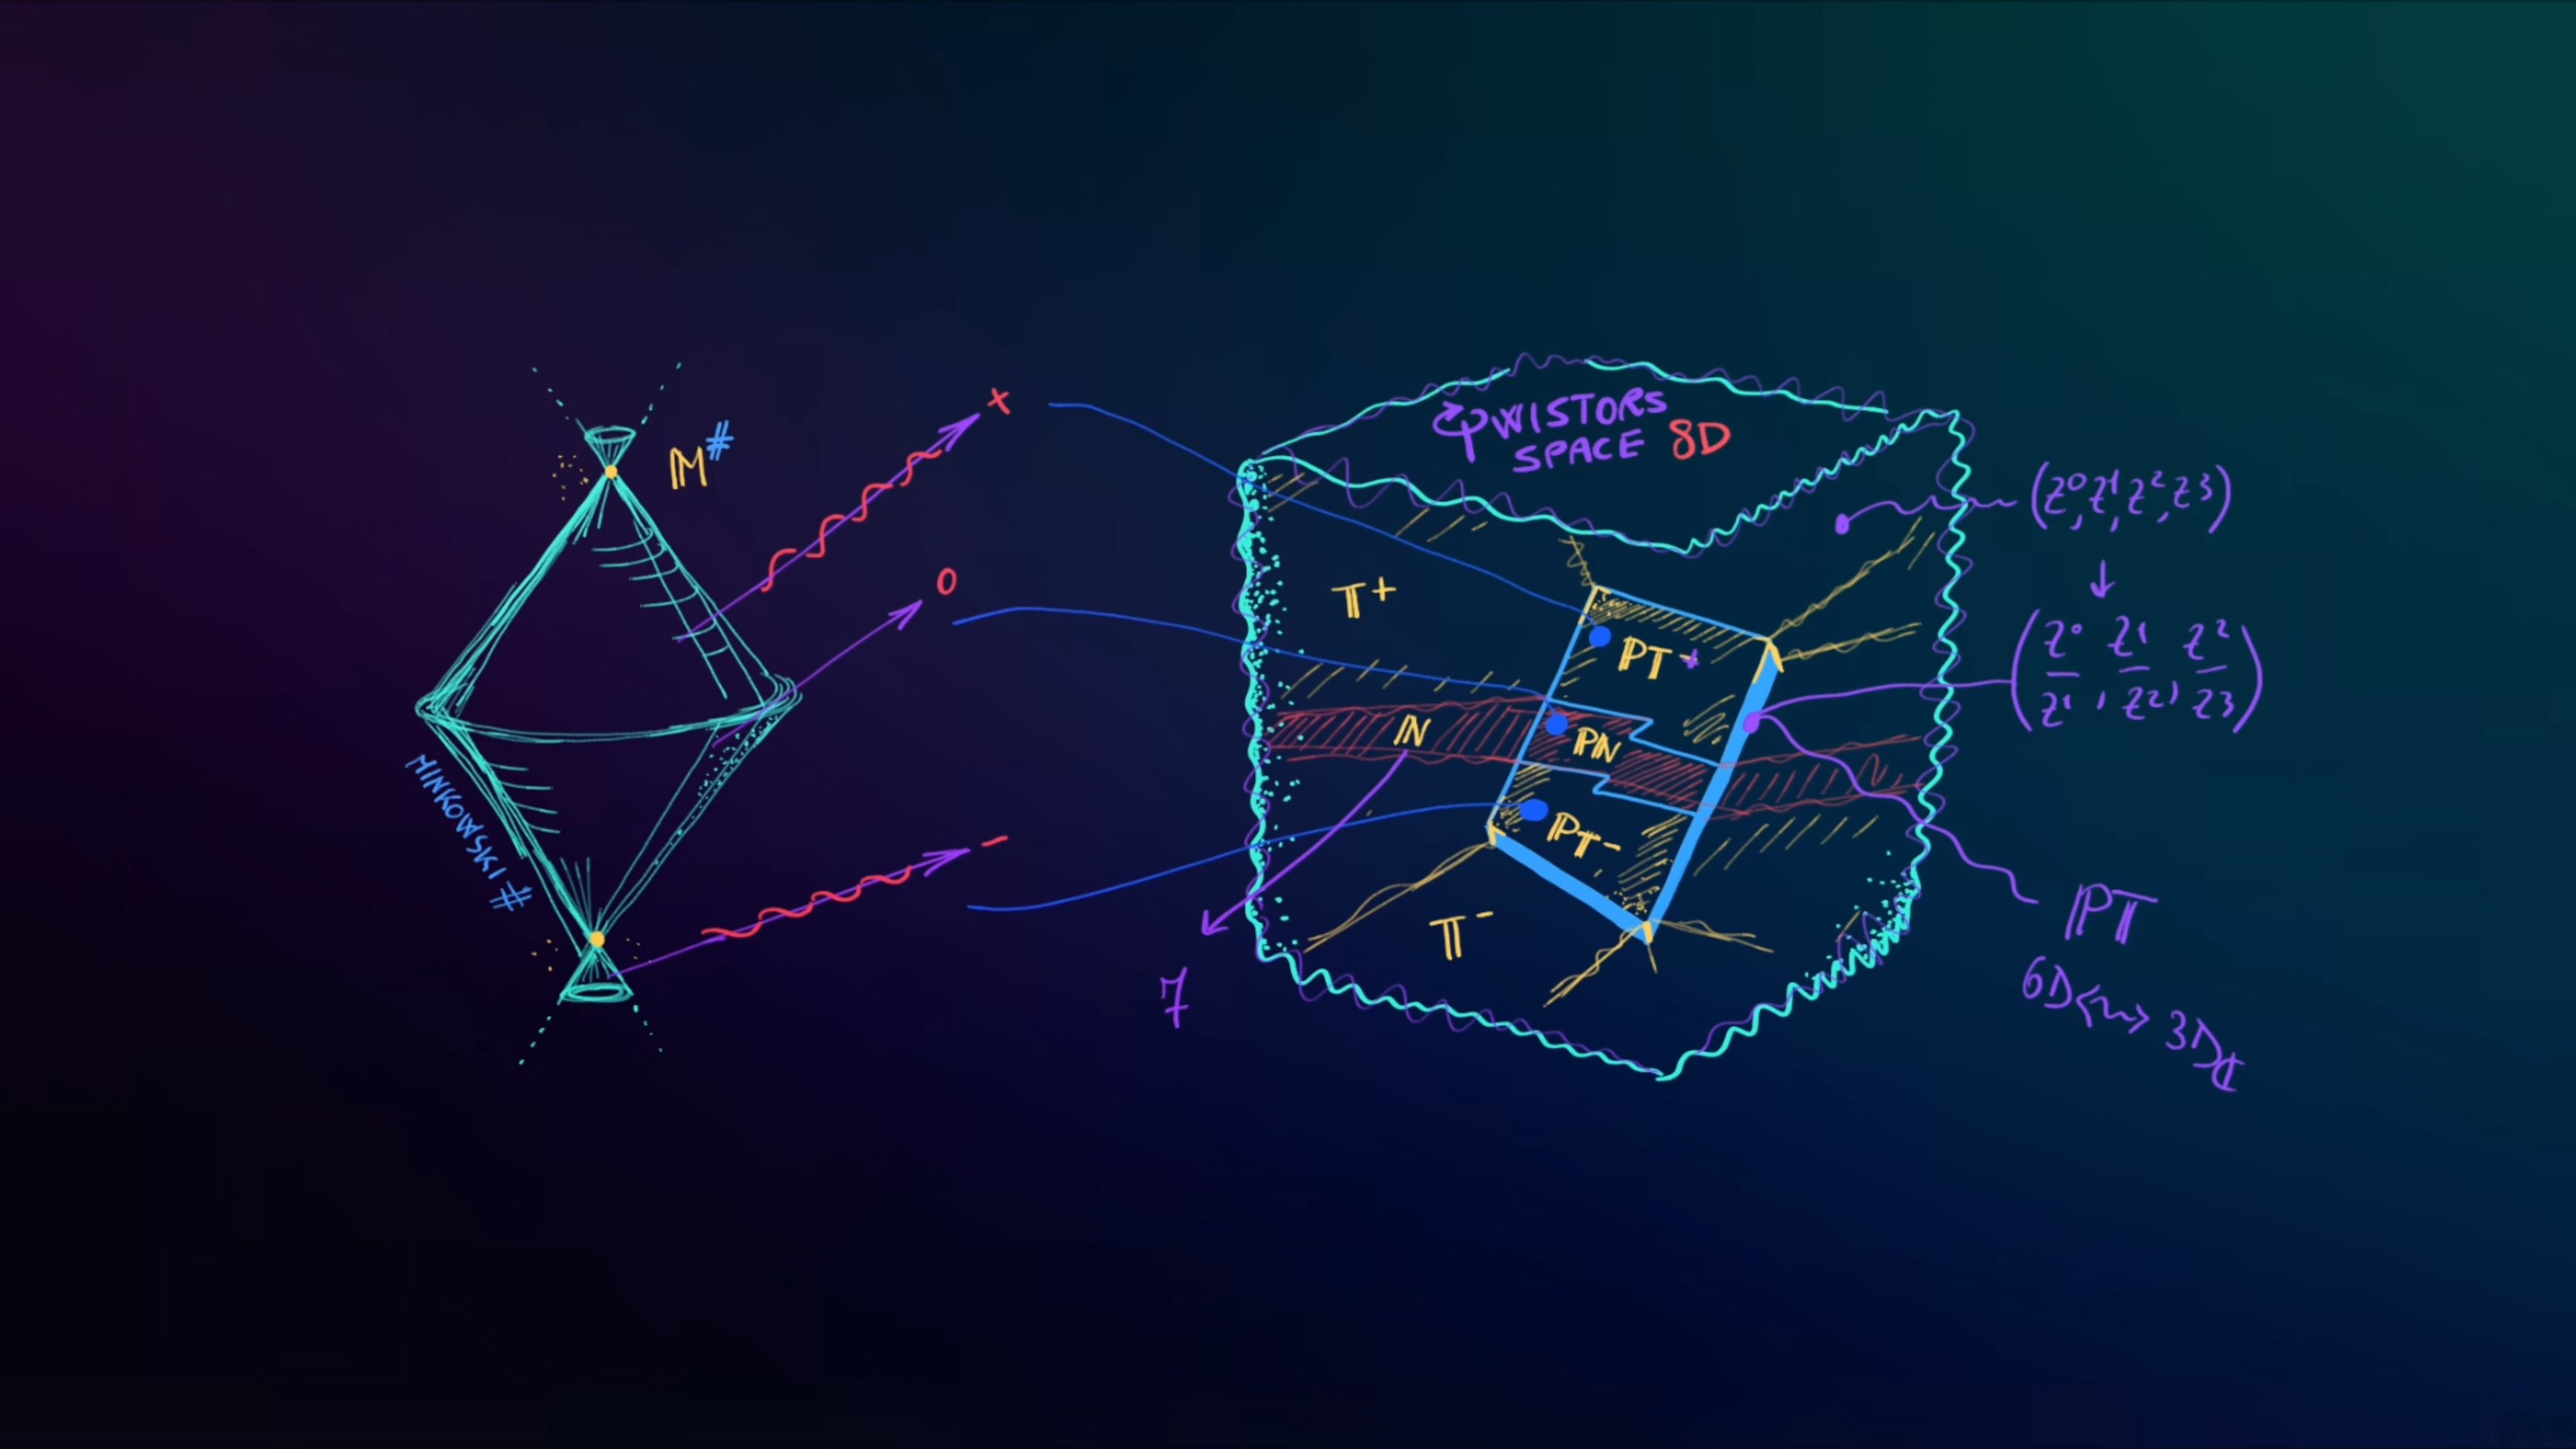 𝕄#
MINKOWSKI #
+
0
-
TWISTORS
SPACE 8D
𝕋+
ℕ
𝕋-
7
ℙ𝕋+
ℙℕ
ℙ𝕋-
(Z⁰, Z¹, Z², Z³)
↓
(Z⁰/Z¹, Z¹/Z², Z²/Z³)
ℙ𝕋
6D ↔ 3Dℂ